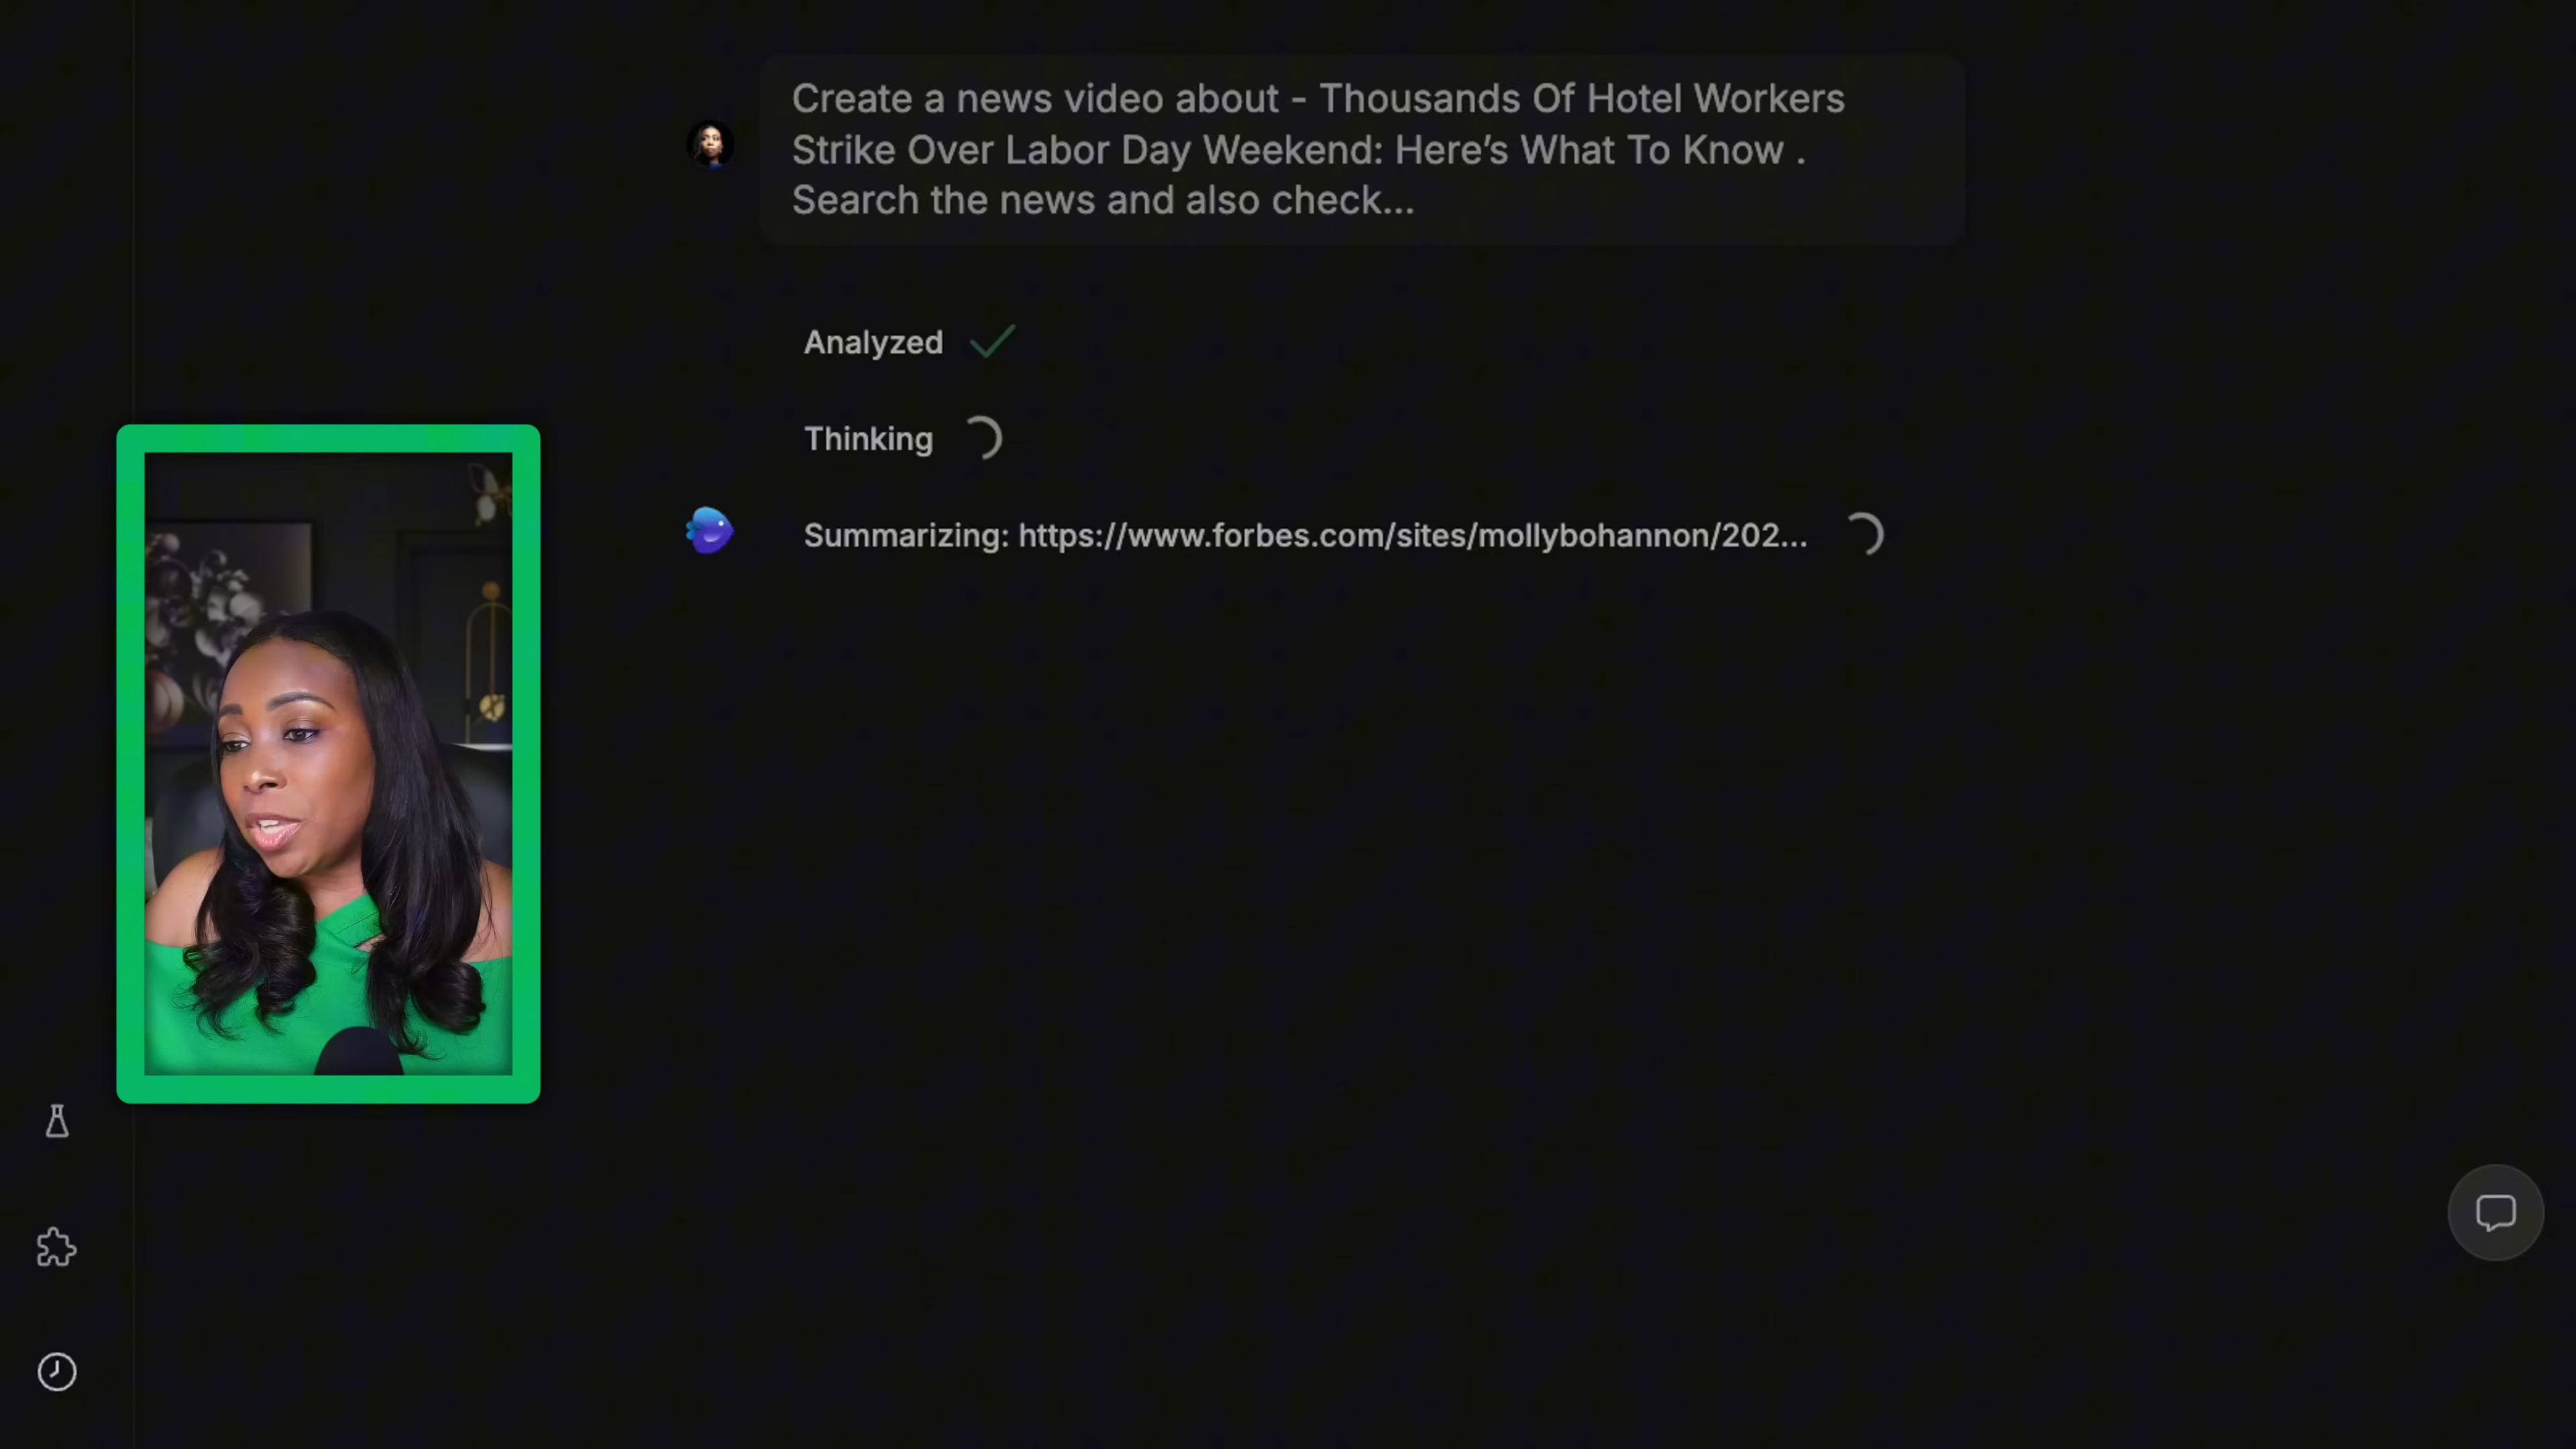 Create a news video about - Thousands Of Hotel Workers
Strike Over Labor Day Weekend: Here’s What To Know .
Search the news and also check...
Analyzed
Thinking
Summarizing: https://www.forbes.com/sites/mollybohannon/202...